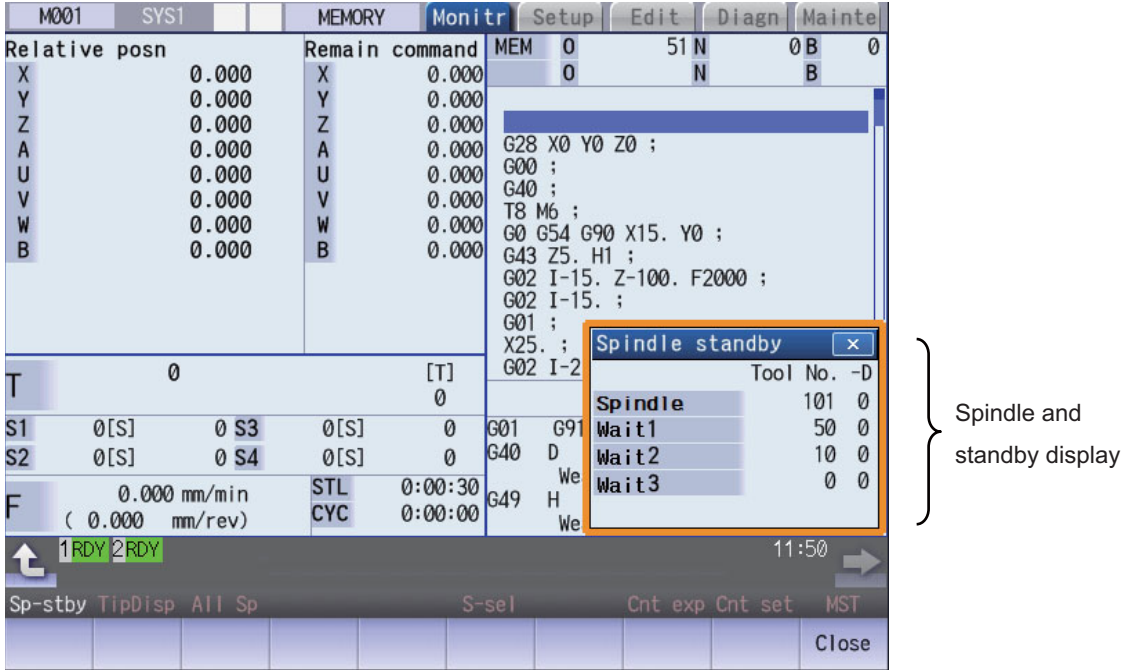 M001 SYS1 MEMORY Monitr Setup Edit Diagn Mainte
Relative posn
X 0.000
Y 0.000
Z 0.000
A 0.000
U 0.000
V 0.000
W 0.000
B 0.000
Remain command
X 0.000
Y 0.000
Z 0.000
A 0.000
U 0.000
V 0.000
W 0.000
B 0.000
MEM O 51 N 0 B 0
O N B
G28 X0 Y0 Z0 ;
G00 ;
G40 ;
T8 M6 ;
G0 G54 G90 X15. Y0 ;
G43 Z5. H1 ;
G02 I-15. Z-100. F2000 ;
G02 I-15. ;
G01 ;
X25. ;
G02 I-2
T 0 [T]
0
S1 0[S] 0 S3 0[S] 0
S2 0[S] 0 S4 0[S] 0
F 0.000 mm/min
( 0.000 mm/rev)
STL 0:00:30
CYC 0:00:00
G01 G91
G40 D
We
G49 H
We
Spindle standby ×
Tool No. -D
Spindle 101 0
Wait1 50 0
Wait2 10 0
Wait3 0 0
Spindle and
standby display
1 RDY 2 RDY 11:50
Sp-stby TipDisp All Sp S-sel Cnt exp Cnt set MST
Close